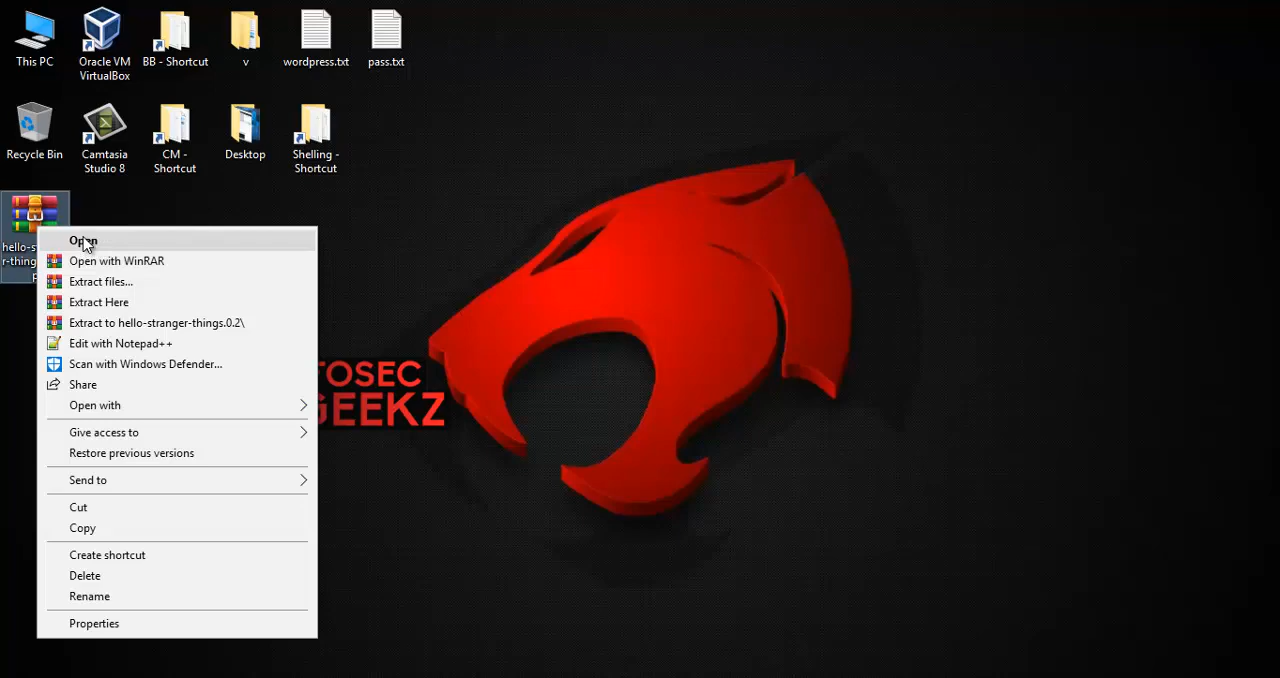 This PC
Oracle VM
VirtualBox
BB - Shortcut
v
wordpress.txt
pass.txt
Recycle Bin
Camtasia
Studio 8
CM -
Shortcut
Desktop
Shelling -
Shortcut
Open
Open with WinRAR
Extract files...
Extract Here
Extract to hello-stranger-things.0.2\
Edit with Notepad++
Scan with Windows Defender...
Share
Open with
Give access to
Restore previous versions
Send to
Cut
Copy
Create shortcut
Delete
Rename
Properties
TOSEC
GEEKZ